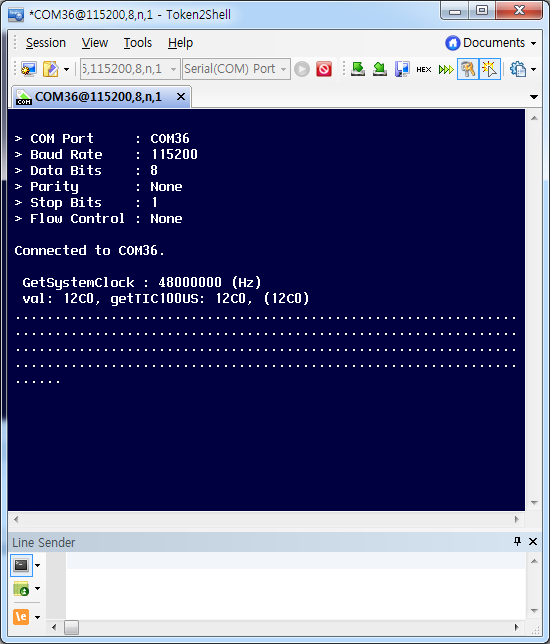 *COM36@115200,8,n,1 - Token2Shell
Session View Tools Help Documents
5,115200,8,n,1 Serial(COM) Port HEX
COM COM36@115200,8,n,1
> COM Port     : COM36
> Baud Rate    : 115200
> Data Bits    : 8
> Parity       : None
> Stop Bits    : 1
> Flow Control : None
Connected to COM36.
GetSystemClock : 48000000 (Hz)
val: 12C0, getTIC100US: 12C0, (12C0)
...............................................................
...............................................................
...............................................................
...............................................................
......
Line Sender
\e